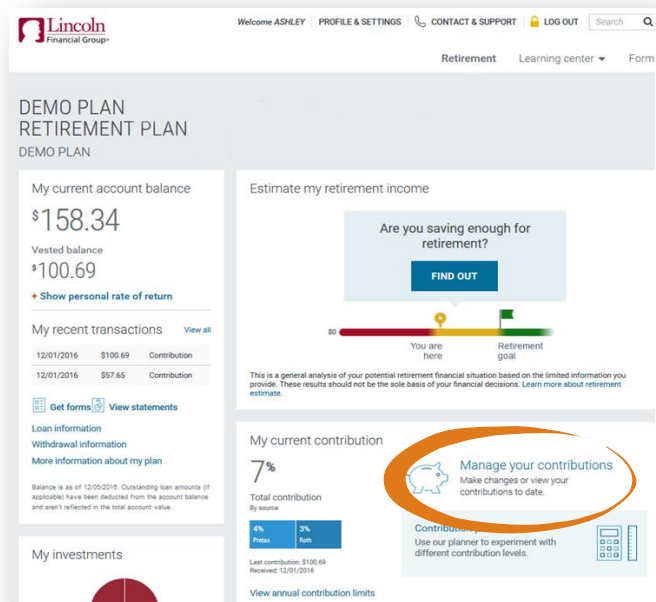 Lincoln
Financial Group®
Welcome ASHLEY PROFILE & SETTINGS CONTACT & SUPPORT LOG OUT Search
Retirement Learning center Form
DEMO PLAN
RETIREMENT PLAN
DEMO PLAN
My current account balance
$158.34
Vested balance
$100.69
+ Show personal rate of return
My recent transactions View all
12/01/2016 $100.69 Contribution
12/01/2016 $57.65 Contribution
Get forms View statements
Loan information
Withdrawal information
More information about my plan
Balance is as of 12/05/2016. Outstanding loan amounts (if
applicable) have been deducted from the account balance
and aren't reflected in the total account value.
My investments
Estimate my retirement income
Are you saving enough for
retirement?
FIND OUT
$0
You are
here
Retirement
goal
This is a general analysis of your potential retirement financial situation based on the limited information you
provide. These results should not be the sole basis of your financial decisions. Learn more about retirement
estimate.
My current contribution
7%
Total contribution
By source
4% 3%
Pretax Roth
Last contribution: $100.69
Received: 12/01/2016
View annual contribution limits
Manage your contributions
Make changes or view your
contributions to date.
Use our planner to experiment with
different contribution levels.